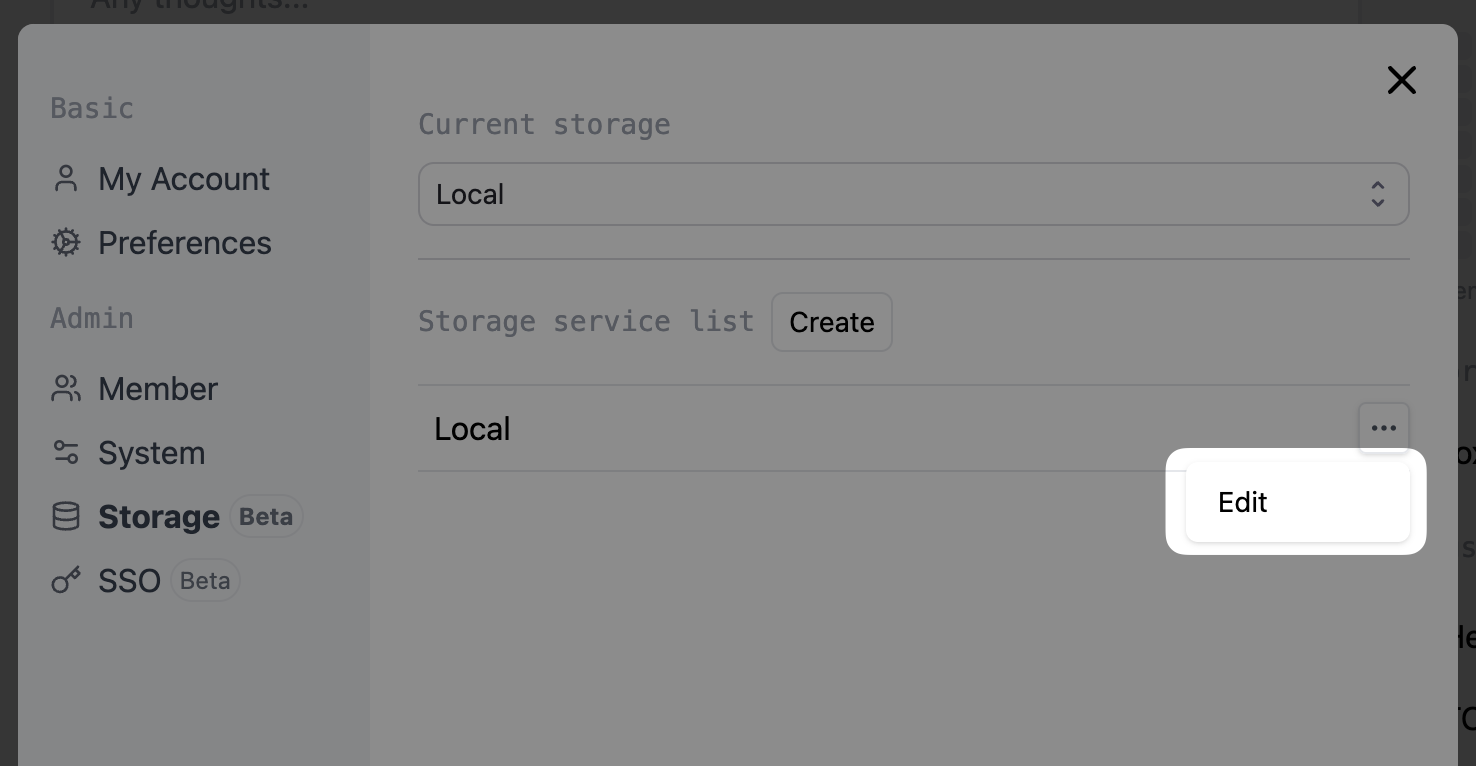 Any thoughts...
Basic
My Account
Preferences
Admin
Member
System
Storage Beta
SSO Beta
Current storage
Local
Storage service list Create
Local
Edit